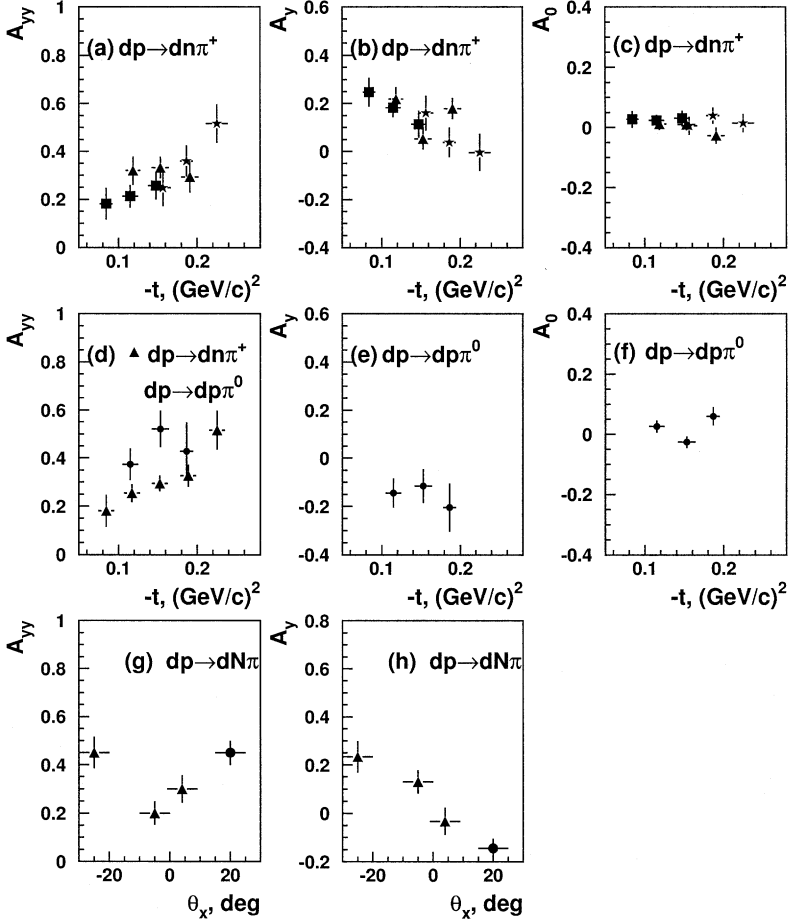 A_yy
(a) dp→dnπ⁺
1
0.8
0.6
0.4
0.2
0
0.1
0.2
-t, (GeV/c)²
A_y
(b) dp→dnπ⁺
0.6
0.4
0.2
0
-0.2
-0.4
0.1
0.2
-t, (GeV/c)²
A_0
(c) dp→dnπ⁺
0.4
0.2
0
-0.2
-0.4
0.1
0.2
-t, (GeV/c)²
A_yy
(d) ▲ dp→dnπ⁺
dp→dpπ⁰
1
0.8
0.6
0.4
0.2
0
0.1
0.2
-t, (GeV/c)²
A_y
(e) dp→dpπ⁰
0.6
0.4
0.2
0
-0.2
-0.4
0.1
0.2
-t, (GeV/c)²
A_0
(f) dp→dpπ⁰
0.4
0.2
0
-0.2
-0.4
0.1
0.2
-t, (GeV/c)²
A_yy
(g) dp→dNπ
1
0.8
0.6
0.4
0.2
0
-20
0
20
θ_x, deg
A_y
(h) dp→dNπ
0.8
0.6
0.4
0.2
0
-0.2
-20
0
20
θ_x, deg